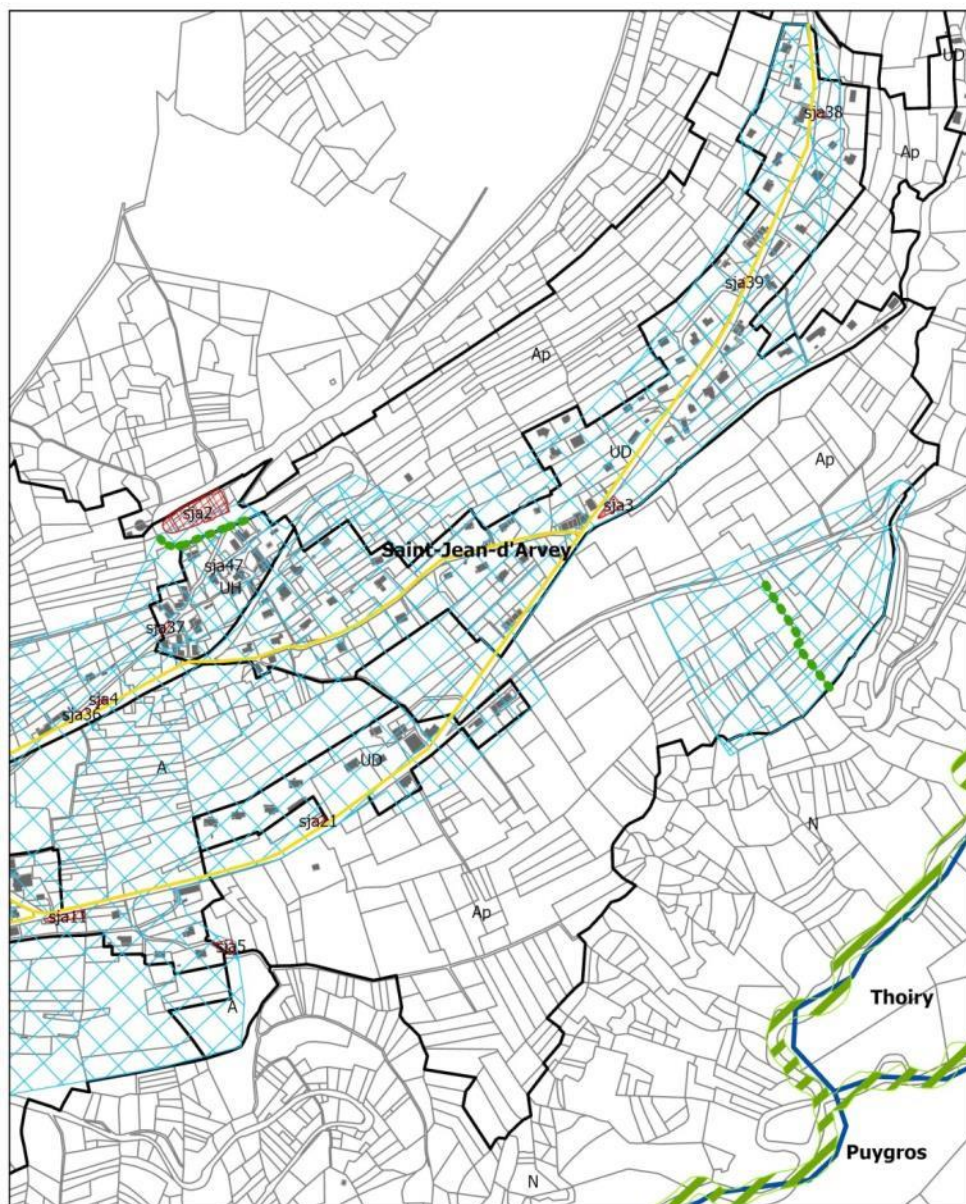 UD
sja38
Ap
sja39
Ap
UD
Ap
sja2
sja3
Saint-Jean-d'Arvey
sja47
UH
sja37
sja4
sja36
A
UD
sja21
N
Ap
sja11
sja5
Thoiry
A
Puygros
N